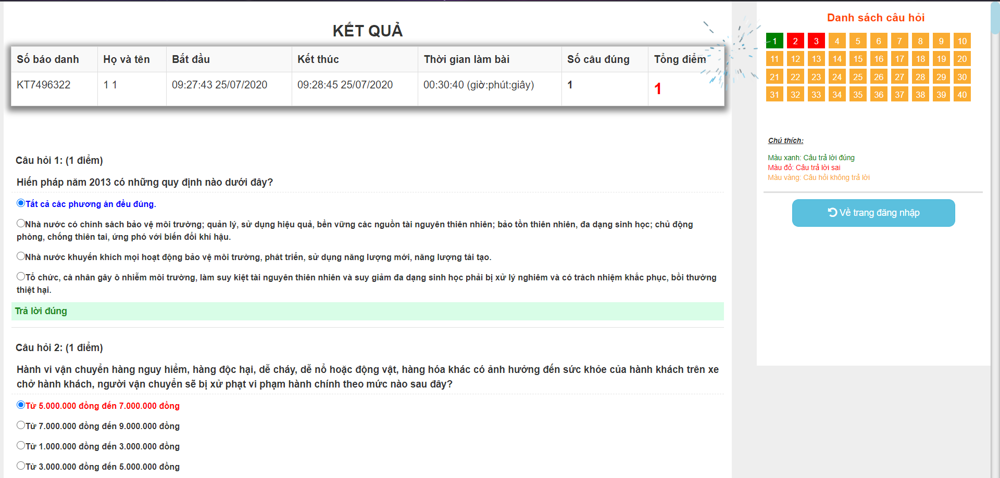 KẾT QUẢ
Số báo danh Họ và tên Bắt đầu Kết thúc Thời gian làm bài Số câu đúng Tổng điểm
KT7496322 1 1 09:27:43 25/07/2020 09:28:45 25/07/2020 00:30:40 (giờ:phút:giây) 1 1
Câu hỏi 1: (1 điểm)
Hiến pháp năm 2013 có những quy định nào dưới đây?
Tất cả các phương án đều đúng.
Nhà nước có chính sách bảo vệ môi trường; quản lý, sử dụng hiệu quả, bền vững các nguồn tài nguyên thiên nhiên; bảo tồn thiên nhiên, đa dạng sinh học; chủ động
phòng, chống thiên tai, ứng phó với biến đổi khí hậu.
Nhà nước khuyến khích mọi hoạt động bảo vệ môi trường, phát triển, sử dụng năng lượng mới, năng lượng tái tạo.
Tổ chức, cá nhân gây ô nhiễm môi trường, làm suy kiệt tài nguyên thiên nhiên và suy giảm đa dạng sinh học phải bị xử lý nghiêm và có trách nhiệm khắc phục, bồi thường
thiệt hại.
Trả lời đúng
Câu hỏi 2: (1 điểm)
Hành vi vận chuyển hàng nguy hiểm, hàng độc hại, dễ cháy, dễ nổ hoặc động vật, hàng hóa khác có ảnh hưởng đến sức khỏe của hành khách trên xe
chở hành khách, người vận chuyển sẽ bị xử phạt vi phạm hành chính theo mức nào sau đây?
Từ 5.000.000 đồng đến 7.000.000 đồng
Từ 7.000.000 đồng đến 9.000.000 đồng
Từ 1.000.000 đồng đến 3.000.000 đồng
Từ 3.000.000 đồng đến 5.000.000 đồng
Danh sách câu hỏi
1 2 3 4 5 6 7 8 9 10
11 12 13 14 15 16 17 18 19 20
21 22 23 24 25 26 27 28 29 30
31 32 33 34 35 36 37 38 39 40
Chú thích:
Màu xanh: Câu trả lời đúng
Màu đỏ: Câu trả lời sai
Màu vàng: Câu hỏi không trả lời
Về trang đăng nhập